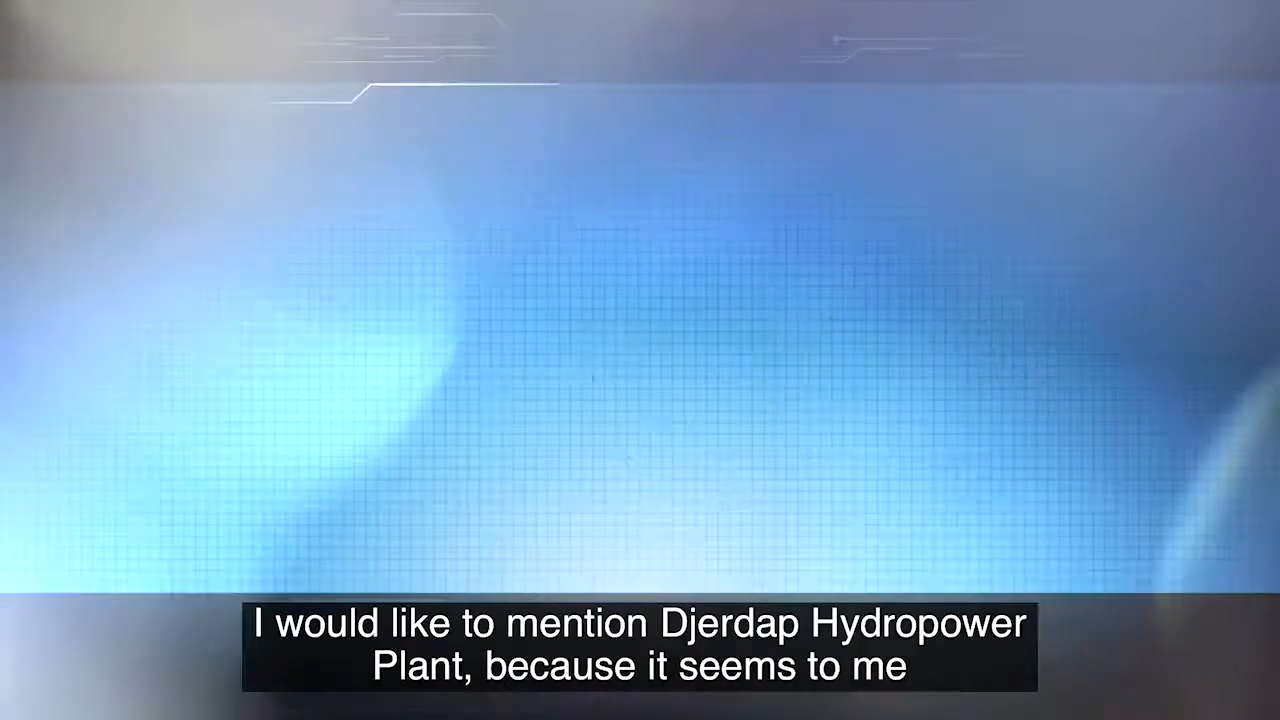 I would like to mention Djerdap Hydropower
Plant, because it seems to me